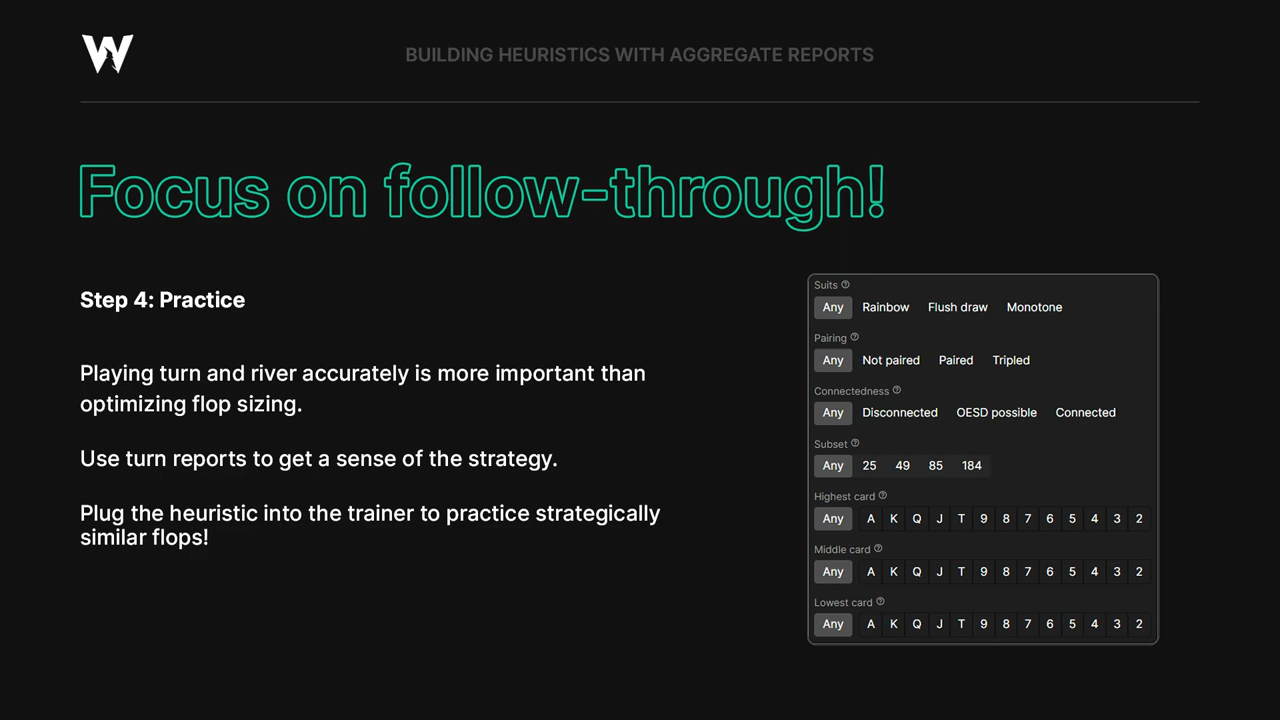 W
BUILDING HEURISTICS WITH AGGREGATE REPORTS
Focus on follow-through!
Step 4: Practice
Playing turn and river accurately is more important than
optimizing flop sizing.
Use turn reports to get a sense of the strategy.
Plug the heuristic into the trainer to practice strategically
similar flops!
Suits
Any Rainbow Flush draw Monotone
Pairing
Any Not paired Paired Tripled
Connectedness
Any Disconnected OESD possible Connected
Subset
Any 25 49 85 184
Highest card
Any A K Q J T 9 8 7 6 5 4 3 2
Middle card
Any A K Q J T 9 8 7 6 5 4 3 2
Lowest card
Any A K Q J T 9 8 7 6 5 4 3 2